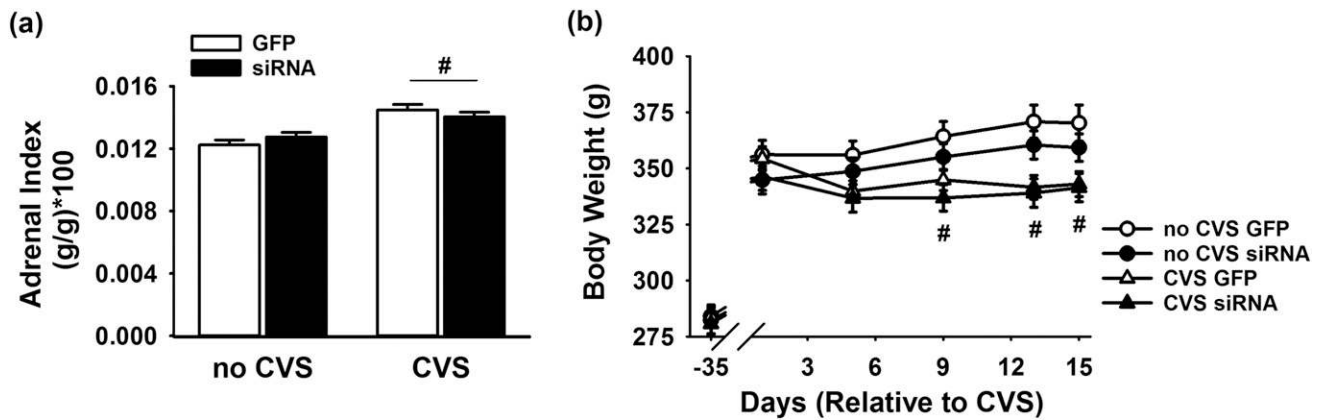 (a)
GFP
siRNA
Adrenal Index
(g/g)*100
0.016
0.012
0.008
0.004
0.000
#
no CVS
CVS
(b)
Body Weight (g)
400
375
350
325
300
275
# # #
-35 3 6 9 12 15
Days (Relative to CVS)
no CVS GFP
no CVS siRNA
CVS GFP
CVS siRNA